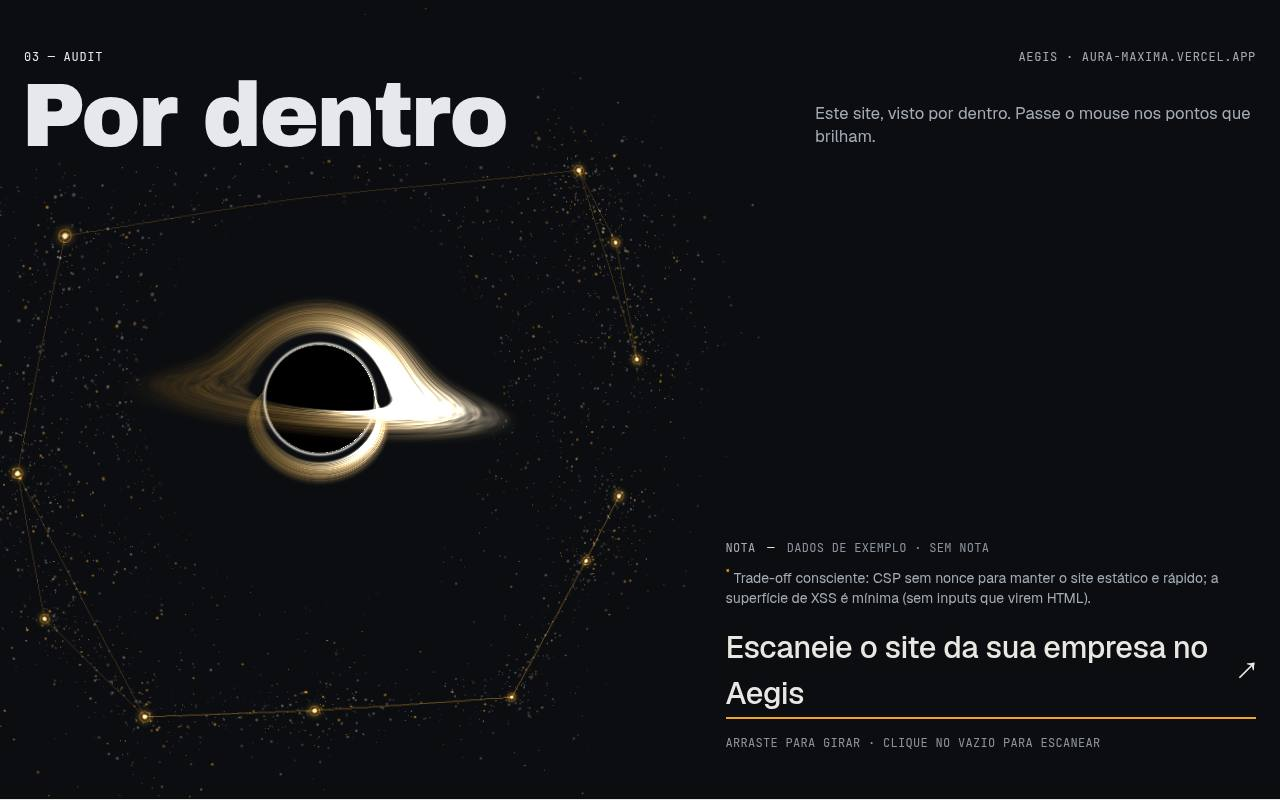 03 — AUDIT
AEGIS · AURA-MAXIMA.VERCEL.APP
Por dentro
Este site, visto por dentro. Passe o mouse nos pontos que
brilham.
NOTA — DADOS DE EXEMPLO · SEM NOTA
* Trade-off consciente: CSP sem nonce para manter o site estático e rápido; a
superfície de XSS é mínima (sem inputs que virem HTML).
Escaneie o site da sua empresa no
Aegis ↗
ARRASTE PARA GIRAR · CLIQUE NO VAZIO PARA ESCANEAR